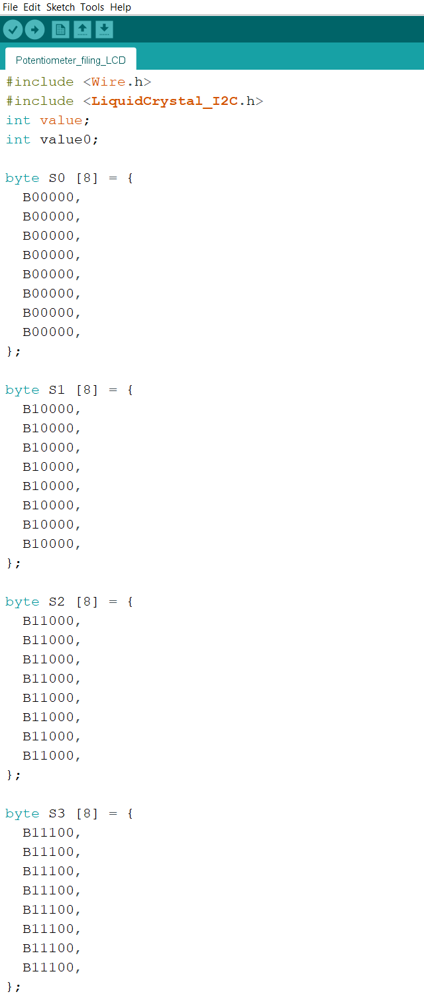 File Edit Sketch Tools Help
Potentiometer_filing_LCD
#include <Wire.h>
#include <LiquidCrystal_I2C.h>
int value;
int value0;
byte S0 [8] = {
B00000,
B00000,
B00000,
B00000,
B00000,
B00000,
B00000,
B00000,
};
byte S1 [8] = {
B10000,
B10000,
B10000,
B10000,
B10000,
B10000,
B10000,
B10000,
};
byte S2 [8] = {
B11000,
B11000,
B11000,
B11000,
B11000,
B11000,
B11000,
B11000,
};
byte S3 [8] = {
B11100,
B11100,
B11100,
B11100,
B11100,
B11100,
B11100,
B11100,
};